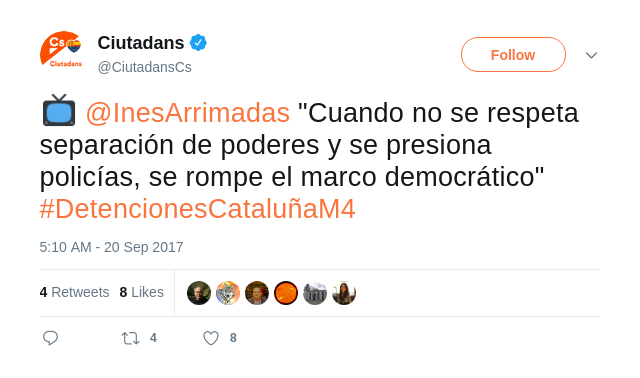 Cs
Ciutadans
Ciutadans
@CiutadansCs
Follow
@InesArrimadas "Cuando no se respeta
separación de poderes y se presiona
policías, se rompe el marco democrático"
#DetencionesCataluñaM4
5:10 AM - 20 Sep 2017
4 Retweets 8 Likes
4 8